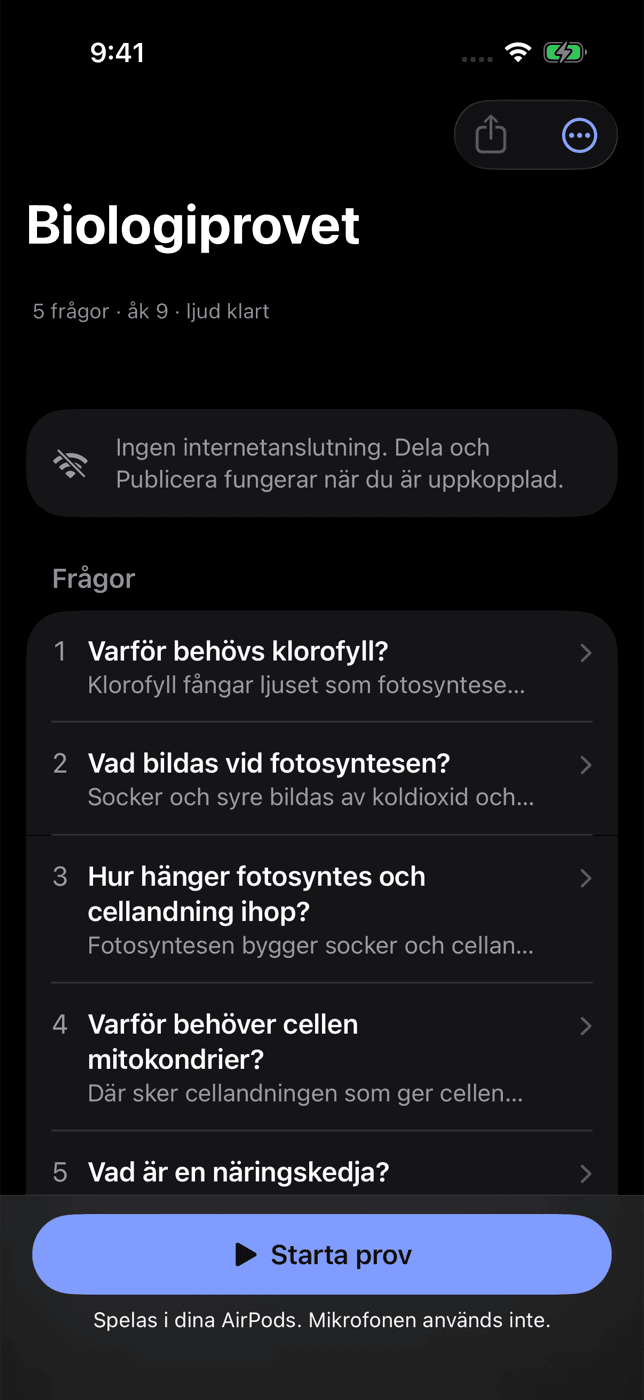 9:41
Biologiprovet
5 frågor · åk 9 · ljud klart
Ingen internetanslutning. Dela och
Publicera fungerar när du är uppkopplad.
Frågor
1 Varför behövs klorofyll?
Klorofyll fångar ljuset som fotosyntese...
2 Vad bildas vid fotosyntesen?
Socker och syre bildas av koldioxid och...
3 Hur hänger fotosyntes och
cellandning ihop?
Fotosyntesen bygger socker och cellan...
4 Varför behöver cellen
mitokondrier?
Där sker cellandningen som ger cellen...
5 Vad är en näringskedja?
Starta prov
Spelas i dina AirPods. Mikrofonen används inte.